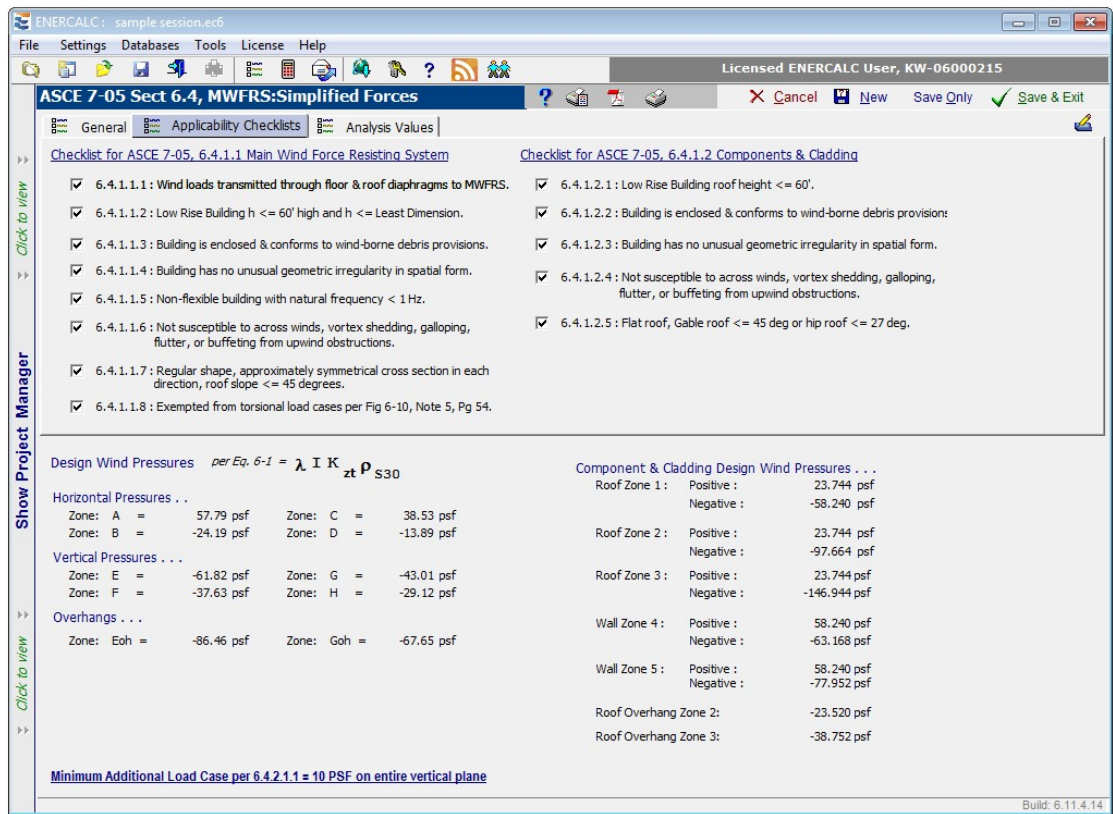 ENERCALC : sample session.ec6
File Settings Databases Tools License Help
Licensed ENERCALC User, KW-06000215
ASCE 7-05 Sect 6.4, MWFRS:Simplified Forces
? Cancel New Save Only Save & Exit
General Applicability Checklists Analysis Values
Click to view
Show Project Manager
Click to view
Checklist for ASCE 7-05, 6.4.1.1 Main Wind Force Resisting System
6.4.1.1.1 : Wind loads transmitted through floor & roof diaphragms to MWFRS.
6.4.1.1.2 : Low Rise Building h <= 60' high and h <= Least Dimension.
6.4.1.1.3 : Building is enclosed & conforms to wind-borne debris provisions.
6.4.1.1.4 : Building has no unusual geometric irregularity in spatial form.
6.4.1.1.5 : Non-flexible building with natural frequency < 1 Hz.
6.4.1.1.6 : Not susceptible to across winds, vortex shedding, galloping,
flutter, or buffeting from upwind obstructions.
6.4.1.1.7 : Regular shape, approximately symmetrical cross section in each
direction, roof slope <= 45 degrees.
6.4.1.1.8 : Exempted from torsional load cases per Fig 6-10, Note 5, Pg 54.
Checklist for ASCE 7-05, 6.4.1.2 Components & Cladding
6.4.1.2.1 : Low Rise Building roof height <= 60'.
6.4.1.2.2 : Building is enclosed & conforms to wind-borne debris provisions
6.4.1.2.3 : Building has no unusual geometric irregularity in spatial form.
6.4.1.2.4 : Not susceptible to across winds, vortex shedding, galloping,
flutter, or buffeting from upwind obstructions.
6.4.1.2.5 : Flat roof, Gable roof <= 45 deg or hip roof <= 27 deg.
Design Wind Pressures per Eq. 6-1 = λ I K zt ρ S30
Horizontal Pressures . .
Zone: A = 57.79 psf Zone: C = 38.53 psf
Zone: B = -24.19 psf Zone: D = -13.89 psf
Vertical Pressures . . .
Zone: E = -61.82 psf Zone: G = -43.01 psf
Zone: F = -37.63 psf Zone: H = -29.12 psf
Overhangs . . .
Zone: Eoh = -86.46 psf Zone: Goh = -67.65 psf
Minimum Additional Load Case per 6.4.2.1.1 = 10 PSF on entire vertical plane
Component & Cladding Design Wind Pressures . . .
Roof Zone 1 : Positive : 23.744 psf
Negative : -58.240 psf
Roof Zone 2 : Positive : 23.744 psf
Negative : -97.664 psf
Roof Zone 3 : Positive : 23.744 psf
Negative : -146.944 psf
Wall Zone 4 : Positive : 58.240 psf
Negative : -63.168 psf
Wall Zone 5 : Positive : 58.240 psf
Negative : -77.952 psf
Roof Overhang Zone 2: -23.520 psf
Roof Overhang Zone 3: -38.752 psf
Build: 6.11.4.14